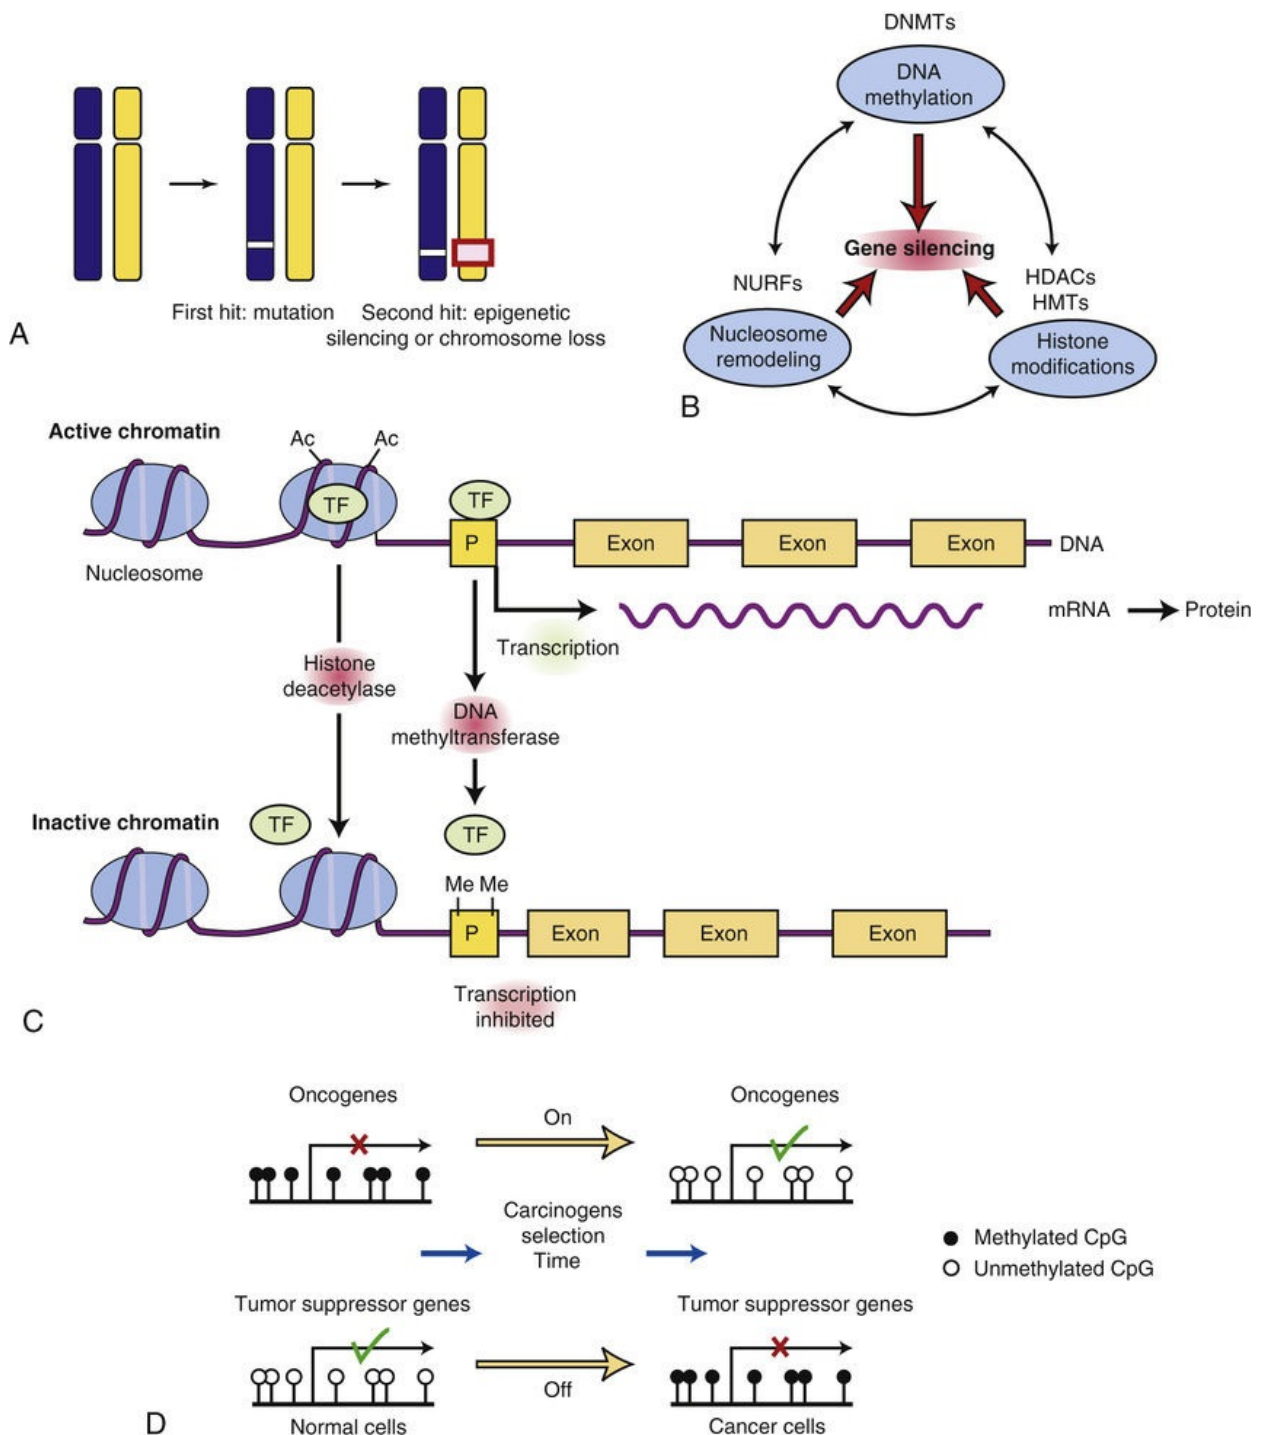 First hit: mutation
Second hit: epigenetic
silencing or chromosome loss
A
DNMTs
DNA
methylation
Gene silencing
NURFs
HDACs
HMTs
Nucleosome
remodeling
Histone
modifications
B
Active chromatin
Ac
Ac
TF
TF
P
Exon
Exon
Exon
DNA
Nucleosome
mRNA
Protein
Transcription
Histone
deacetylase
DNA
methyltransferase
Inactive chromatin
TF
TF
Me Me
P
Exon
Exon
Exon
Transcription
inhibited
C
Oncogenes
On
Oncogenes
Carcinogens
selection
Time
Methylated CpG
Unmethylated CpG
Tumor suppressor genes
Tumor suppressor genes
Off
Normal cells
Cancer cells
D